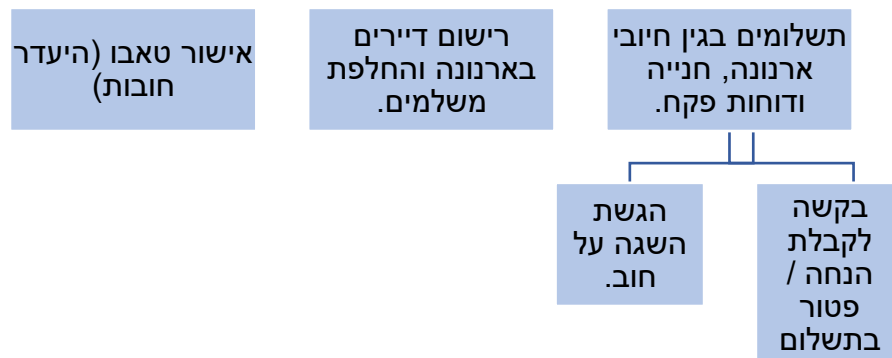 תשלומים בגין חיובי
ארנונה, חנייה
ודוחות פקח.
רישום דיירים
בארנונה והחלפת
משלמים.
אישור טאבו (היעדר
חובות)
בקשה
לקבלת
הנחה /
פטור
בתשלום
הגשת
השגה על
חוב.